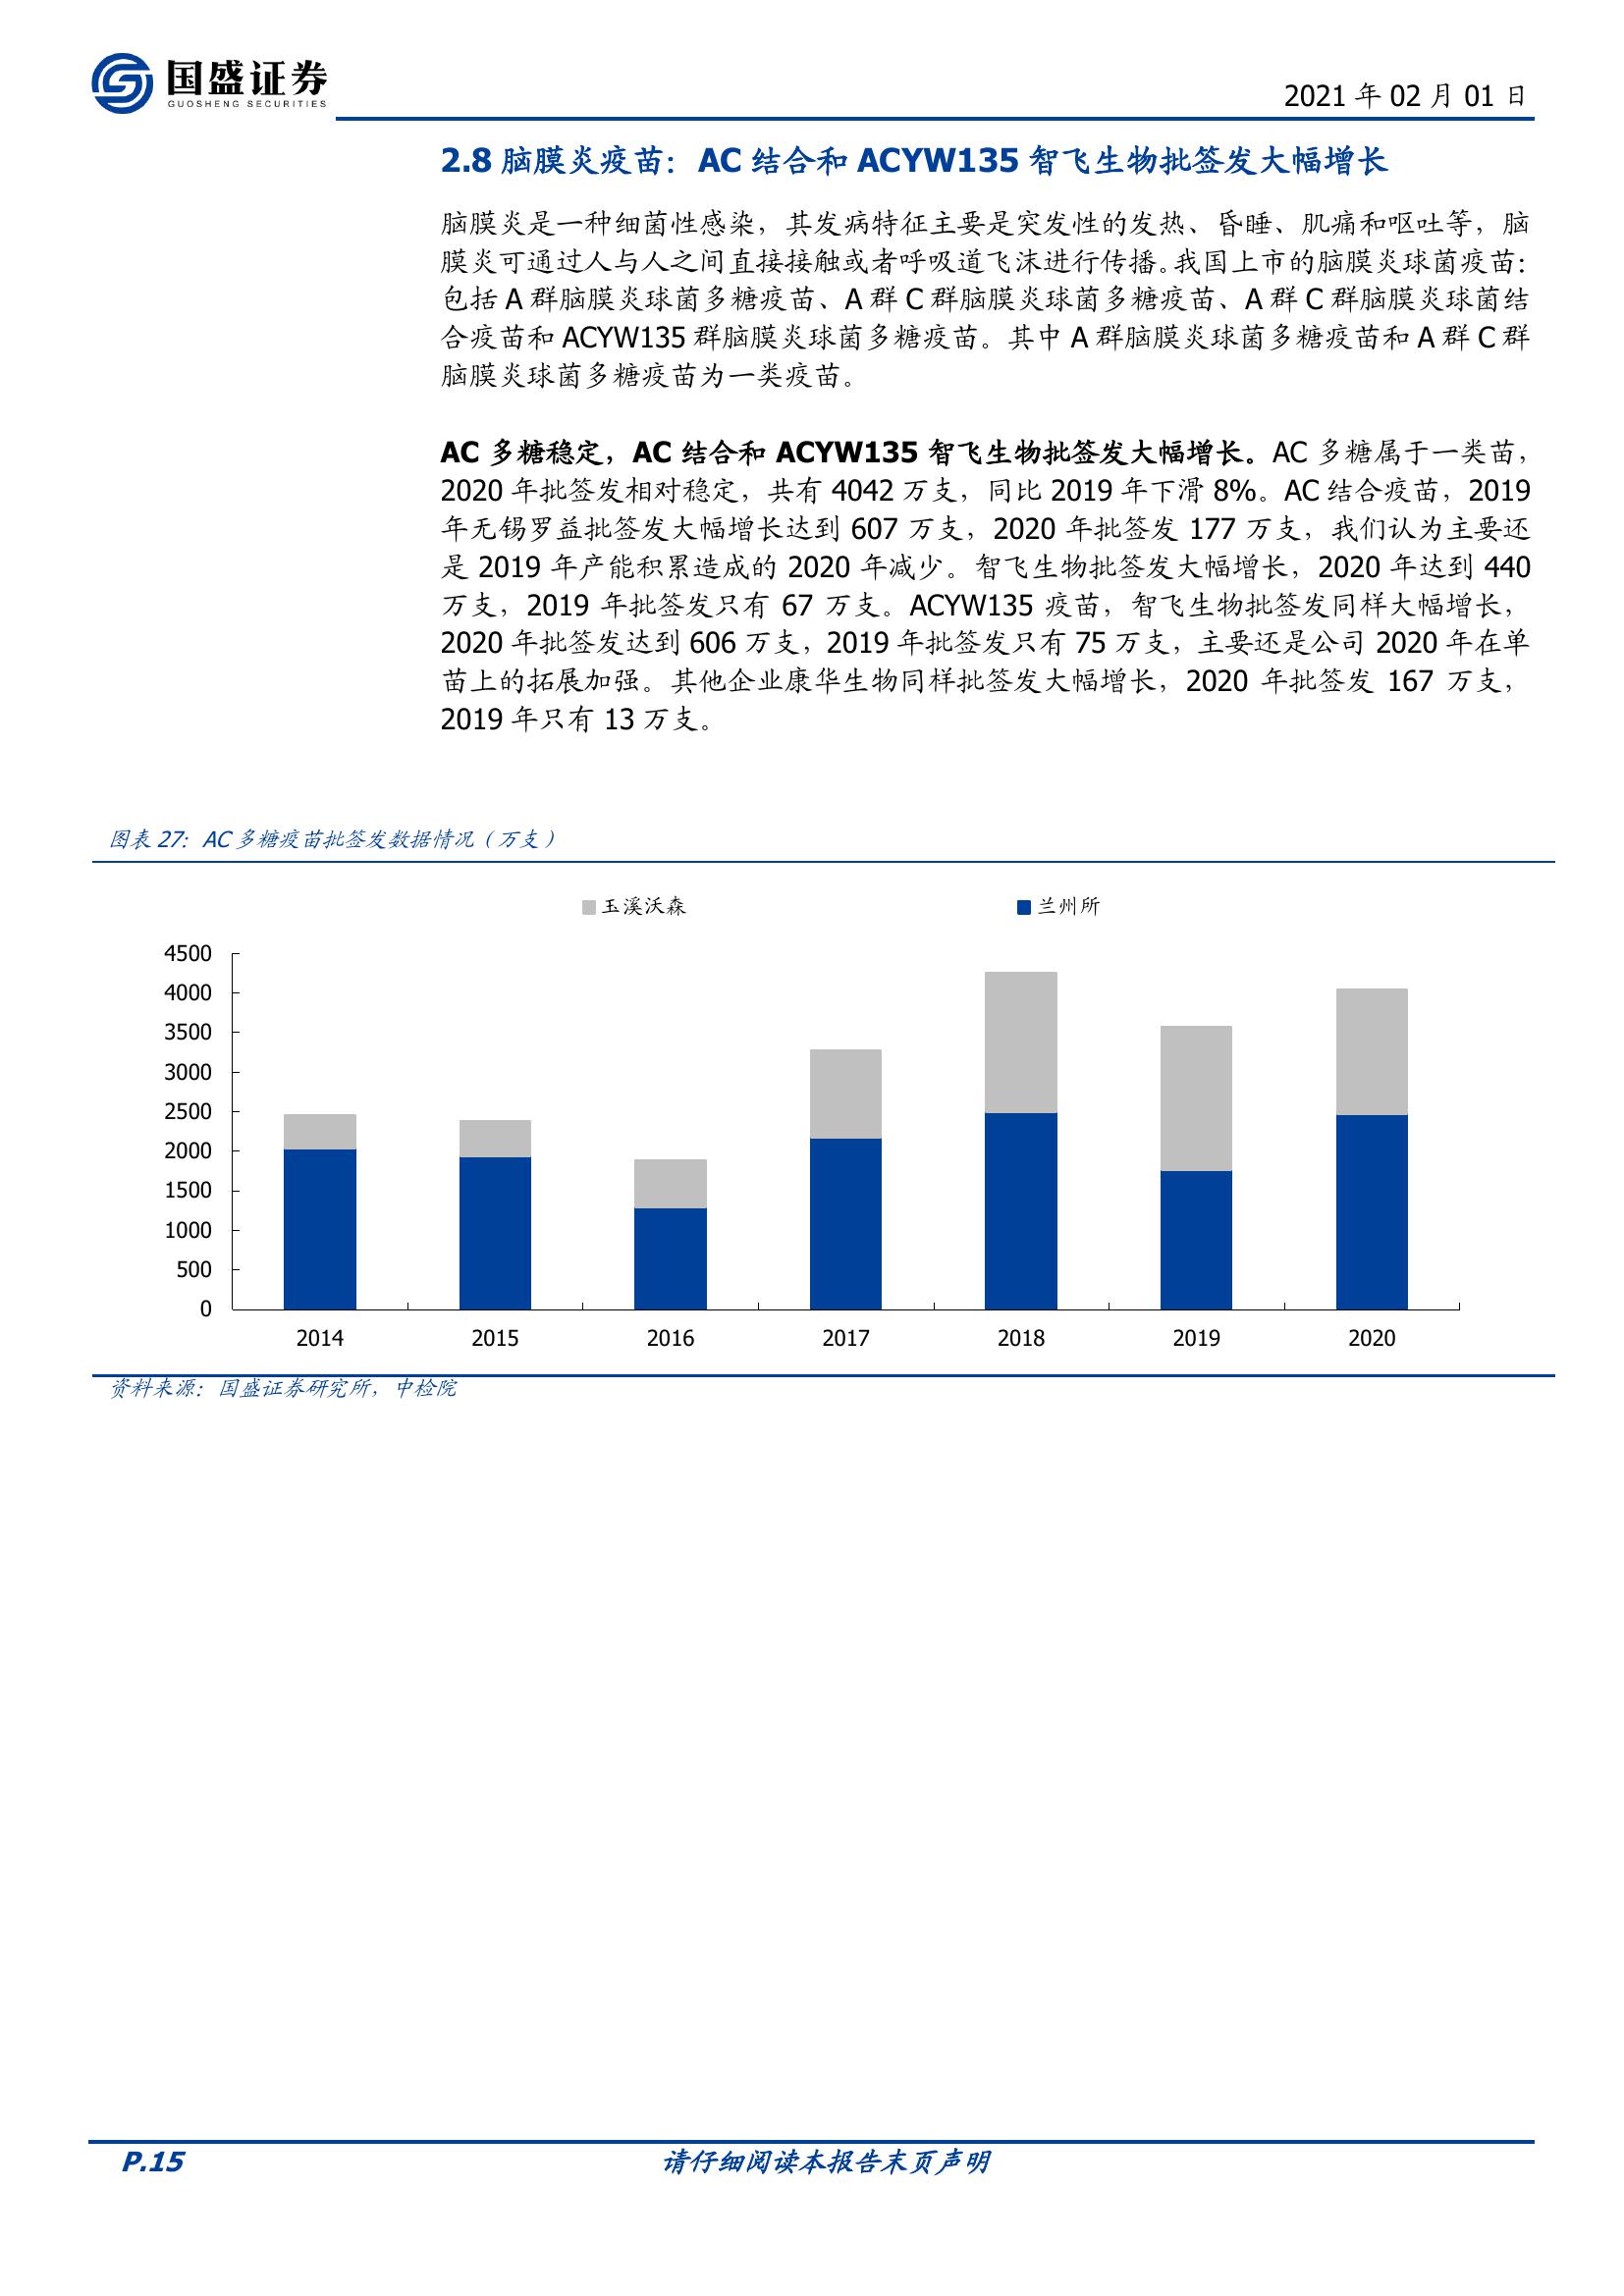 国盛证券
GUOSHENG SECURITIES
2021 年 02 月 01 日
2.8 脑膜炎疫苗：AC 结合和 ACYW135 智飞生物批签发大幅增长
脑膜炎是一种细菌性感染，其发病特征主要是突发性的发热、昏睡、肌痛和呕吐等，脑
膜炎可通过人与人之间直接接触或者呼吸道飞沫进行传播。我国上市的脑膜炎球菌疫苗：
包括 A 群脑膜炎球菌多糖疫苗、A 群 C 群脑膜炎球菌多糖疫苗、A 群 C 群脑膜炎球菌结
合疫苗和 ACYW135 群脑膜炎球菌多糖疫苗。其中 A 群脑膜炎球菌多糖疫苗和 A 群 C 群
脑膜炎球菌多糖疫苗为一类疫苗。
AC 多糖稳定，AC 结合和 ACYW135 智飞生物批签发大幅增长。AC 多糖属于一类苗，
2020 年批签发相对稳定，共有 4042 万支，同比 2019 年下滑 8%。AC 结合疫苗，2019
年无锡罗益批签发大幅增长达到 607 万支，2020 年批签发 177 万支，我们认为主要还
是 2019 年产能积累造成的 2020 年减少。智飞生物批签发大幅增长，2020 年达到 440
万支，2019 年批签发只有 67 万支。ACYW135 疫苗，智飞生物批签发同样大幅增长，
2020 年批签发达到 606 万支，2019 年批签发只有 75 万支，主要还是公司 2020 年在单
苗上的拓展加强。其他企业康华生物同样批签发大幅增长，2020 年批签发 167 万支，
2019 年只有 13 万支。
图表 27：AC 多糖疫苗批签发数据情况（万支）
玉溪沃森 兰州所
4500
4000
3500
3000
2500
2000
1500
1000
500
0
2014 2015 2016 2017 2018 2019 2020
资料来源：国盛证券研究所，中检院
P.15 请仔细阅读本报告末页声明